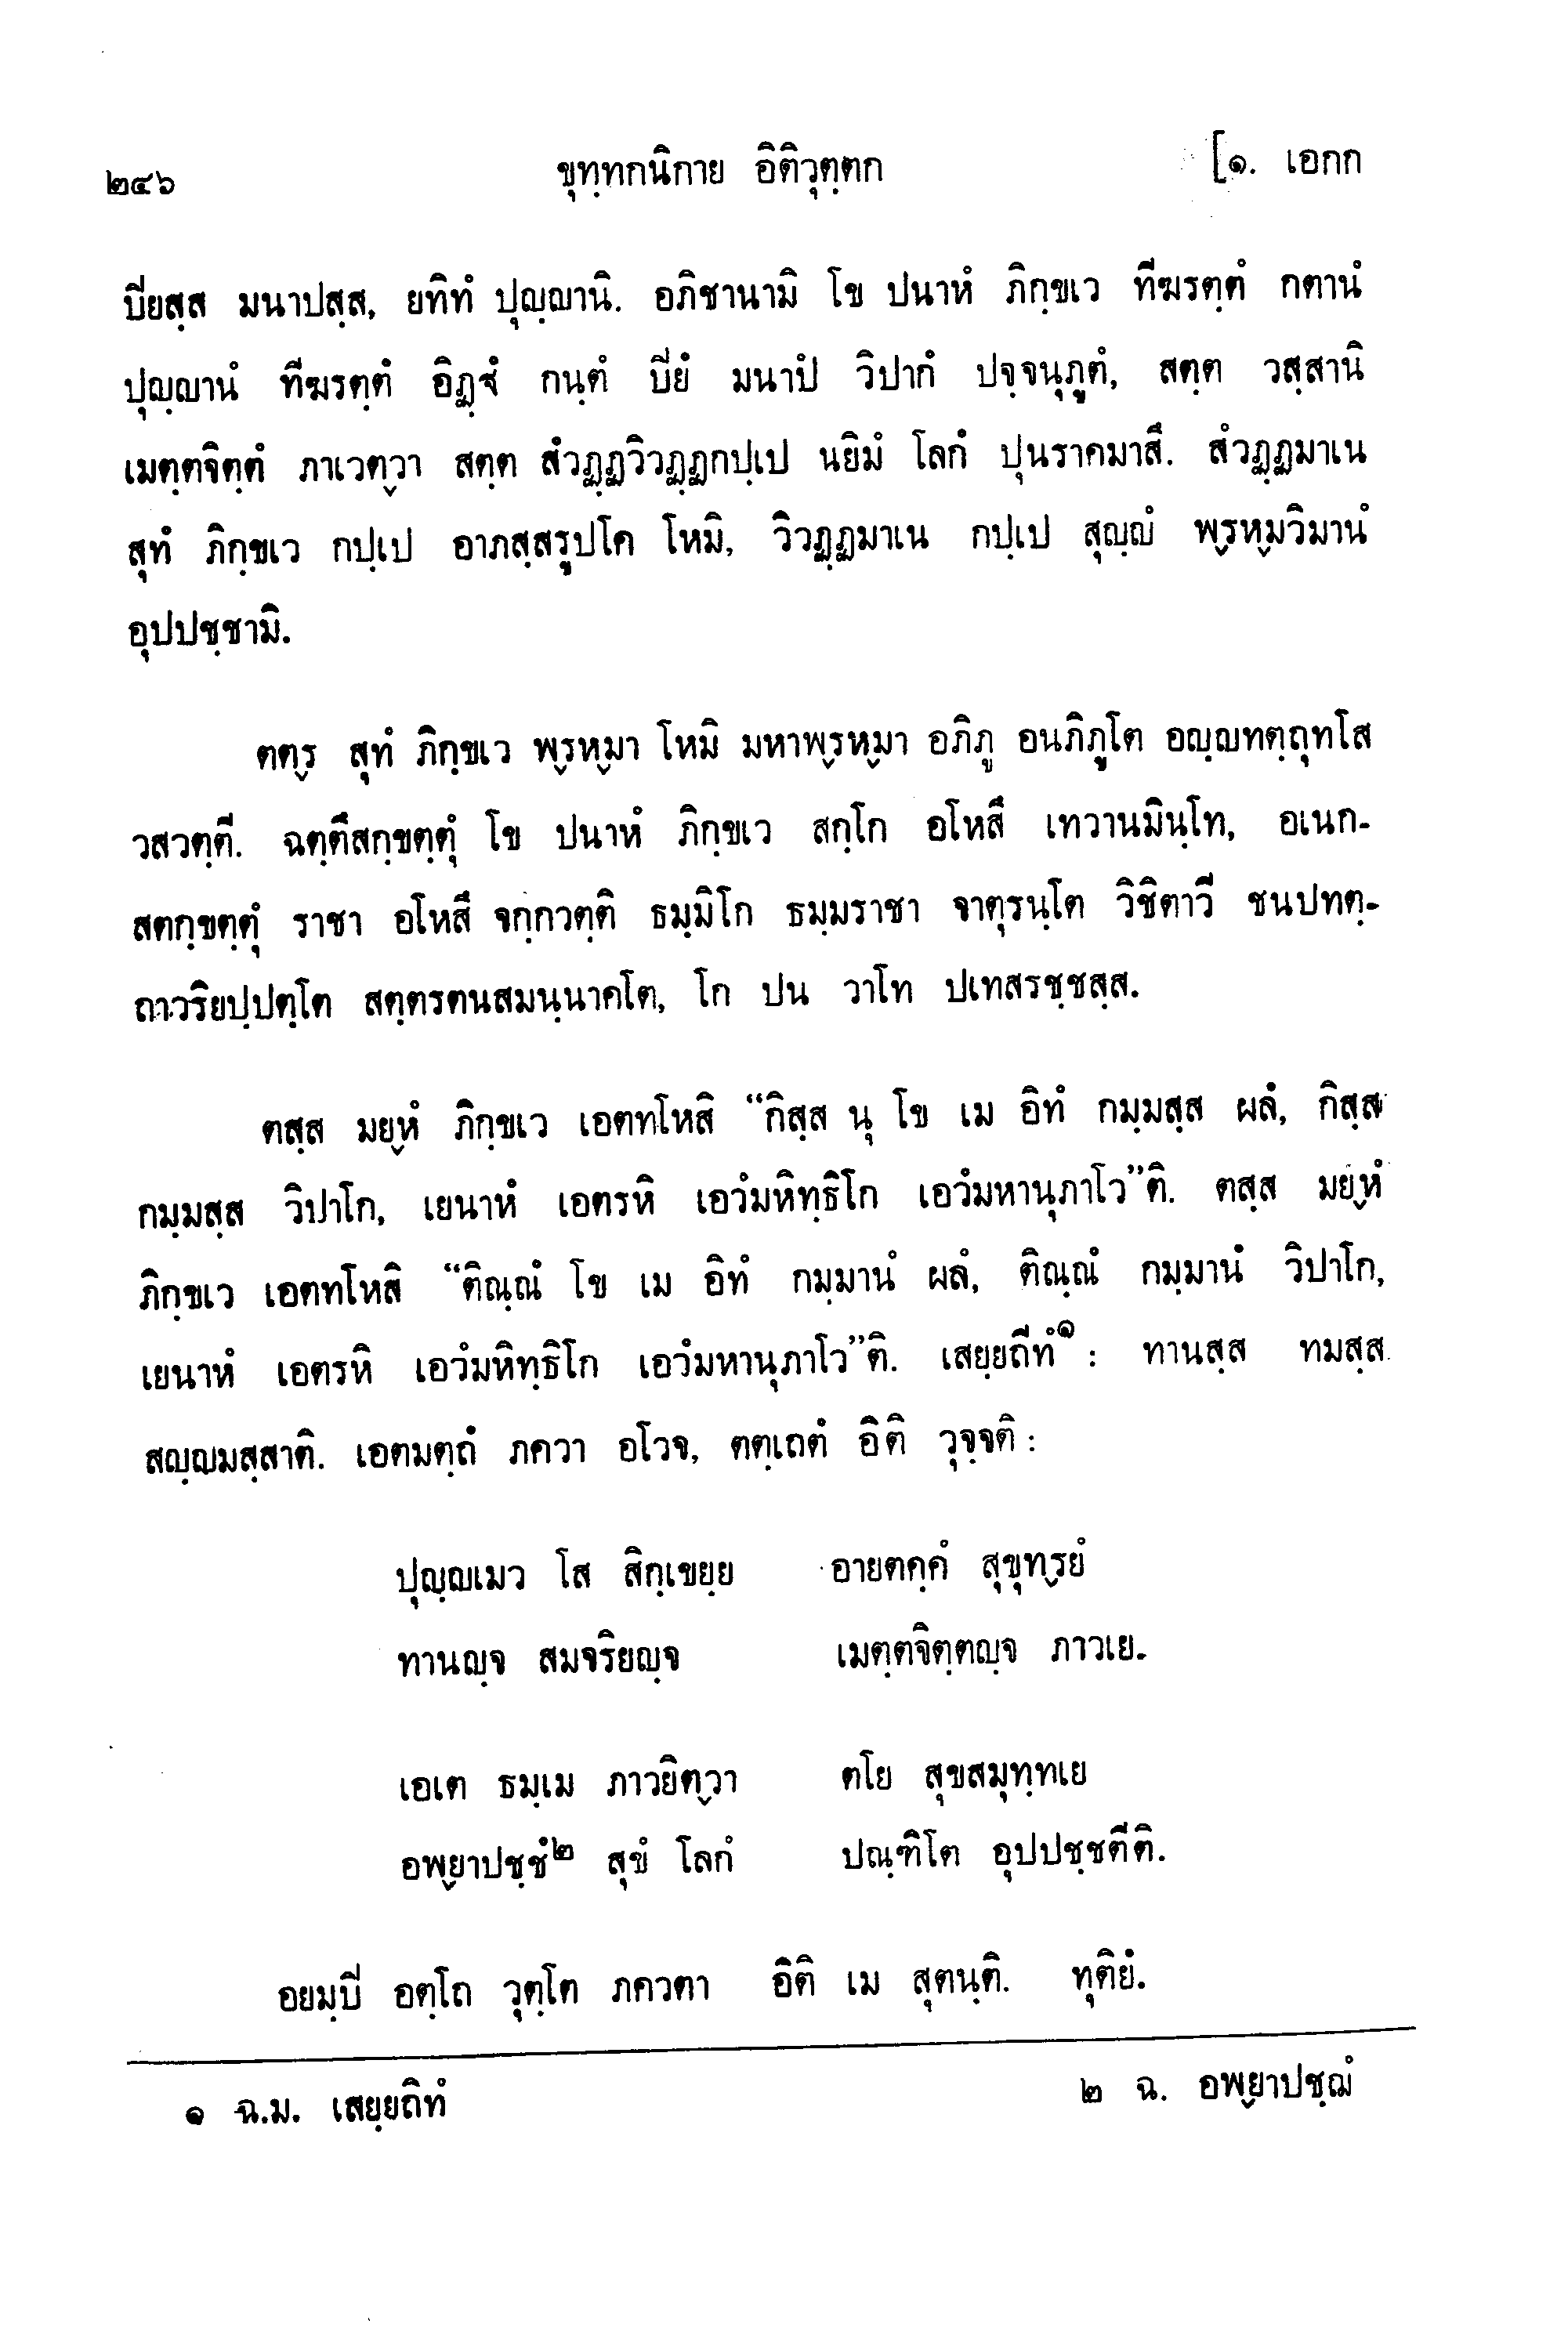 ๒๔๖ ขุทฺทกนิกาย อิติวุตฺตก [๑. เอกก
ปิยสฺส มนาปสฺส, ยทิทํ ปุญฺญานิ. อภิชานามิ โข ปนาหํ ภิกฺขเว ทีฆรตฺตํ กตานํ
ปุญฺญานํ ทีฆรตฺตํ อิฏฺฐํ กนฺตํ ปิยํ มนาปํ วิปากํ ปจฺจนุภูตํ, สตฺต วสฺสานิ
เมตฺตจิตฺตํ ภาเวตฺวา สตฺต สํวฏฺฏวิวฏฺฏกปฺเป นยิมํ โลกํ ปุนราคมาสึ. สํวฏฺฏมาเน
สุทํ ภิกฺขเว กปฺเป อาภสฺสรูปโค โหมิ, วิวฏฺฏมาเน กปฺเป สุญฺญํ พฺรหฺมวิมานํ
อุปปชฺชามิ.
ตตฺร สุทํ ภิกฺขเว พฺรหฺมา โหมิ มหาพฺรหฺมา อภิภู อนภิภูโต อญฺญทตฺถุทโส
วสวตฺตี. ฉตฺตึสกฺขตฺตุํ โข ปนาหํ ภิกฺขเว สกฺโก อโหสึ เทวานมินฺโท, อเนก-
สตกฺขตฺตุํ ราชา อโหสึ จกฺกวตฺติ ธมฺมิโก ธมฺมราชา จาตุรนฺโต วิชิตาวี ชนปทตฺ-
ถาวริยปฺปตฺโต สตฺตรตนสมนฺนาคโต, โก ปน วาโท ปเทสรชฺชสฺส.
ตสฺส มยฺหํ ภิกฺขเว เอตทโหสิ “กิสฺส นุ โข เม อิทํ กมฺมสฺส ผลํ, กิสฺส
กมฺมสฺส วิปาโก, เยนาหํ เอตรหิ เอวํมหิทฺธิโก เอวํมหานุภาโว”ติ. ตสฺส มยฺหํ
ภิกฺขเว เอตทโหสิ “ติณฺณํ โข เม อิทํ กมฺมานํ ผลํ, ติณฺณํ กมฺมานํ วิปาโก,
เยนาหํ เอตรหิ เอวํมหิทฺธิโก เอวํมหานุภาโว”ติ. เสยฺยถีทํ๑ : ทานสฺส ทมสฺส
สญฺญมสฺสาติ. เอตมตฺถํ ภควา อโวจ, ตตฺเถตํ อิติ วุจฺจติ :
ปุญฺญเมว โส สิกฺเขยฺย อายตคฺคํ สุขุทฺรยํ
ทานญฺจ สมจริยญฺจ เมตฺตจิตฺตญฺจ ภาวเย.
เอเต ธมฺเม ภาวยิตฺวา ตโย สุขสมุทฺทเย
อพฺยาปชฺชํ๒ สุขํ โลกํ ปณฺฑิโต อุปปชฺชตีติ.
อยมฺปิ อตฺโถ วุตฺโต ภควตา อิติ เม สุตนฺติ. ทุติยํ.
๑ ฉ.ม. เสยฺยถิทํ ๒ ฉ. อพฺยาปชฺฌํ